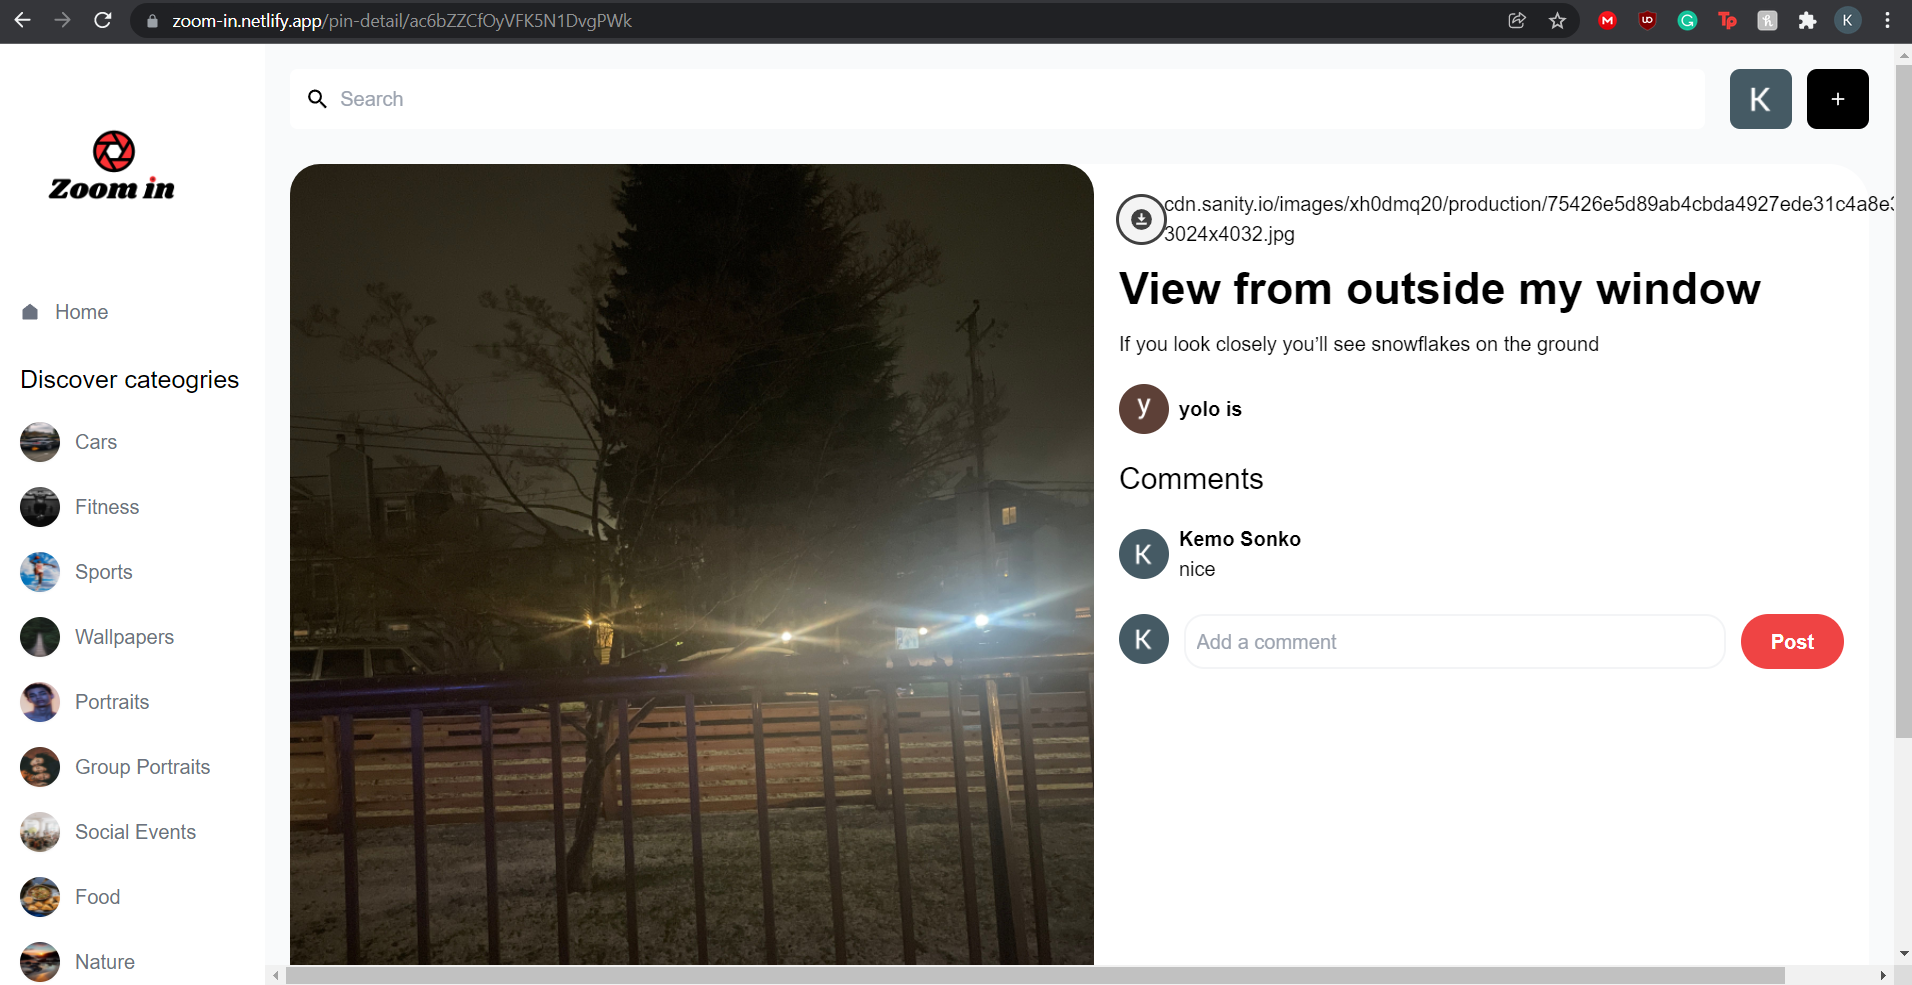 zoom-in.netlify.app/pin-detail/ac6bZZCfOyVFK5N1DvgPWk
M
UD
G
Tp
K
Search
K
+
Zoom in
Home
Discover cateogries
Cars
Fitness
Sports
Wallpapers
Portraits
Group Portraits
Social Events
Food
Nature
cdn.sanity.io/images/xh0dmq20/production/75426e5d89ab4cbda4927ede31c4a8e
3024x4032.jpg
View from outside my window
If you look closely you’ll see snowflakes on the ground
y
yolo is
Comments
K
Kemo Sonko
nice
K
Add a comment
Post